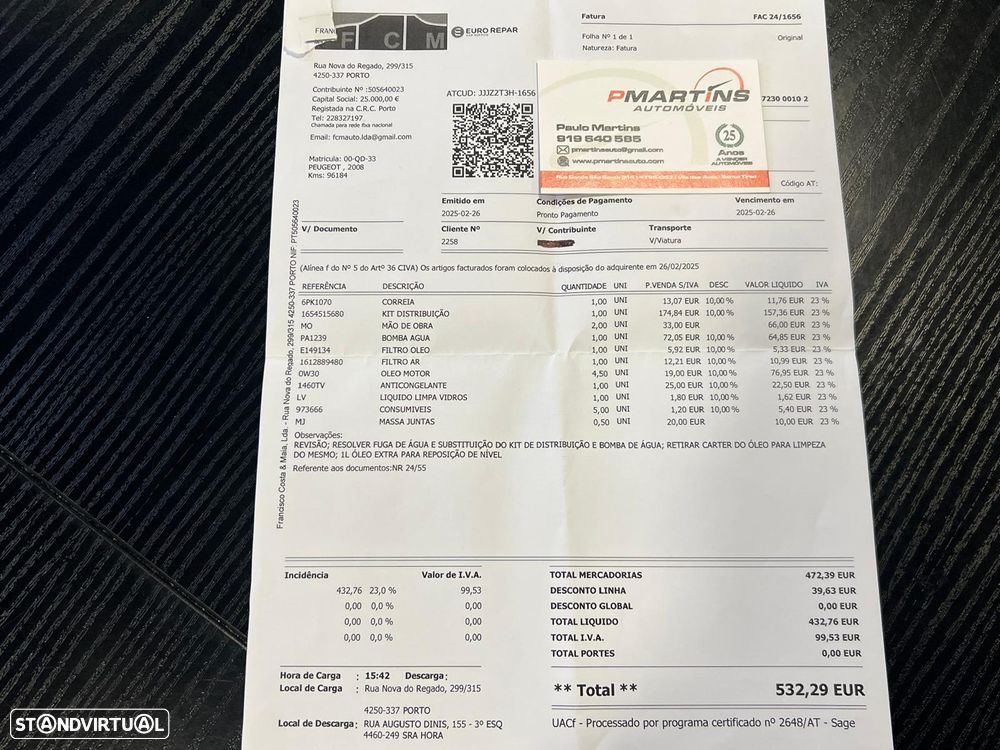 FRANC
F C M
EURO REPAR
Fatura FAC 24/1656
Folha Nº 1 de 1 Original
Natureza: Fatura
Rua Nova do Regado, 299/315
4250-337 PORTO
Contribuinte Nº :505640023
Capital Social: 25.000,00 €
Registada na C.R.C. Porto
Tel: 228327197
Chamada para rede fixa nacional
Email: fcmauto.lda@gmail.com
Matricula: 00-QD-33
PEUGEOT , 2008
Kms: 96184
ATCUD: JJJZZT3H-1656
PMARTINS
AUTOMÓVEIS
Paulo Martins
919 640 585
pmartinsauto@gmail.com
www.pmartinsauto.com
25
Anos
A VENDER
AUTOMÓVEIS
7230 0010 2
Código AT:
Emitido em Condições de Pagamento Vencimento em
2025-02-26 Pronto Pagamento 2025-02-26
V/ Documento Cliente Nº V/ Contribuinte Transporte
2258 V/Viatura
(Alínea f do Nº 5 do Artº 36 CIVA) Os artigos facturados foram colocados à disposição do adquirente em 26/02/2025
REFERÊNCIA DESCRIÇÃO QUANTIDADE UNI P.VENDA S/IVA DESC VALOR LIQUIDO IVA
6PK1070 CORREIA 1,00 UNI 13,07 EUR 10,00 % 11,76 EUR 23 %
1654515680 KIT DISTRIBUIÇÃO 1,00 UNI 174,84 EUR 10,00 % 157,36 EUR 23 %
MO MÃO DE OBRA 2,00 UNI 33,00 EUR 66,00 EUR 23 %
PA1239 BOMBA AGUA 1,00 UNI 72,05 EUR 10,00 % 64,85 EUR 23 %
E149134 FILTRO OLEO 1,00 UNI 5,92 EUR 10,00 % 5,33 EUR 23 %
1612889480 FILTRO AR 1,00 UNI 12,21 EUR 10,00 % 10,99 EUR 23 %
0W30 OLEO MOTOR 4,50 UNI 19,00 EUR 10,00 % 76,95 EUR 23 %
1460TV ANTICONGELANTE 1,00 UNI 25,00 EUR 10,00 % 22,50 EUR 23 %
LV LIQUIDO LIMPA VIDROS 1,00 UNI 1,80 EUR 10,00 % 1,62 EUR 23 %
973666 CONSUMIVEIS 5,00 UNI 1,20 EUR 10,00 % 5,40 EUR 23 %
MJ MASSA JUNTAS 0,50 UNI 20,00 EUR 10,00 EUR 23 %
Observações:
REVISÃO; RESOLVER FUGA DE ÁGUA E SUBSTITUIÇÃO DO KIT DE DISTRIBUIÇÃO E BOMBA DE ÁGUA; RETIRAR CARTER DO ÓLEO PARA LIMPEZA
DO MESMO; 1L ÓLEO EXTRA PARA REPOSIÇÃO DE NÍVEL
Referente aos documentos:NR 24/55
Francisco Costa & Maia, Lda. - Rua Nova do Regado, 299/315 4250-337 PORTO NIF: PT505640023
Incidência Valor de I.V.A.
432,76 23,0 % 99,53
0,00 0,0 % 0,00
0,00 0,0 % 0,00
0,00 0,0 % 0,00
TOTAL MERCADORIAS 472,39 EUR
DESCONTO LINHA 39,63 EUR
DESCONTO GLOBAL 0,00 EUR
TOTAL LIQUIDO 432,76 EUR
TOTAL I.V.A. 99,53 EUR
TOTAL PORTES 0,00 EUR
Hora de Carga : 15:42 Descarga:
Local de Carga : Rua Nova do Regado, 299/315
4250-337 PORTO
Local de Descarga: RUA AUGUSTO DINIS, 155 - 3º ESQ
4460-249 SRA HORA
** Total ** 532,29 EUR
UACf - Processado por programa certificado nº 2648/AT - Sage
STANDVIRTUAL